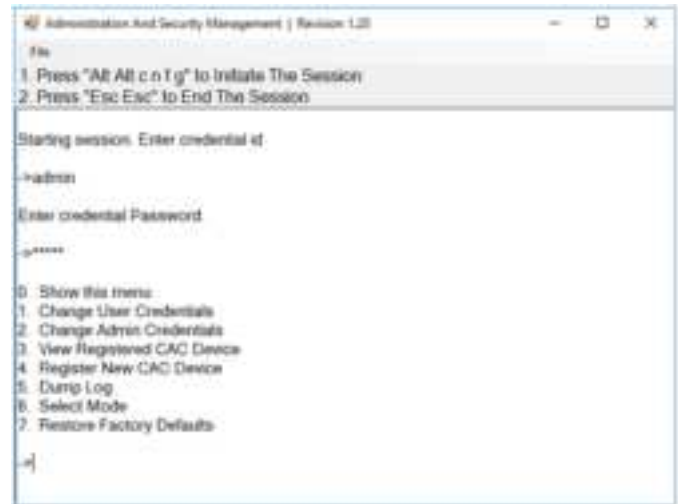 Administration And Security Management | Revision 1.20
File
1. Press "Alt Alt c n f g" to Initiate The Session
2. Press "Esc Esc" to End The Session
Starting session. Enter credential id
->admin
Enter credential Password
->*****
0. Show this menu
1. Change User Credentials
2. Change Admin Credentials
3. View Registered CAC Device
4. Register New CAC Device
5. Dump Log
6. Select Mode
7. Restore Factory Defaults
->